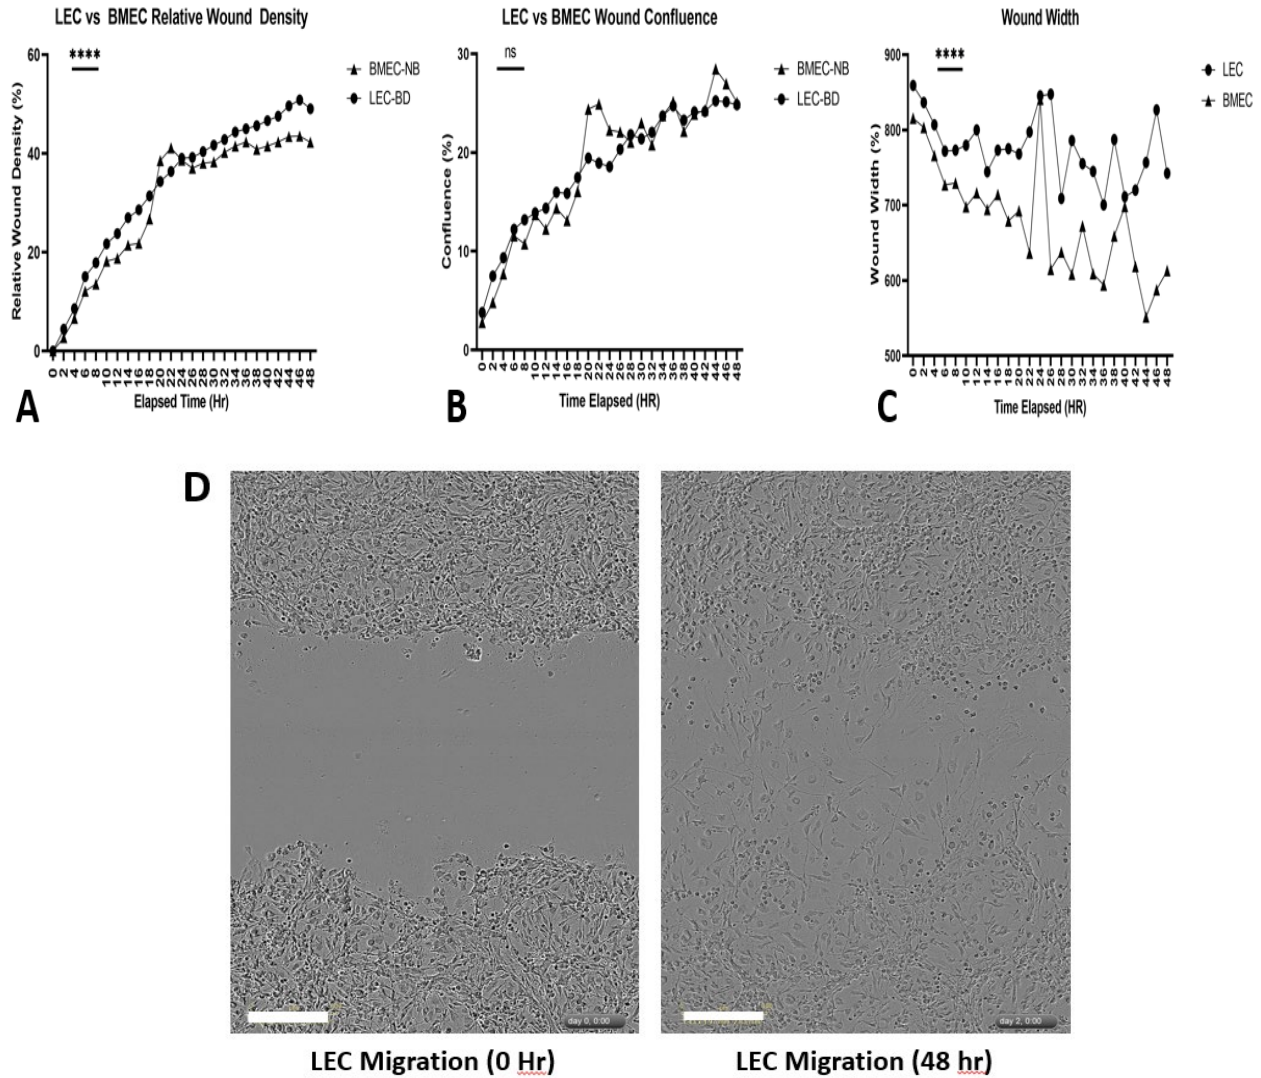 LEC vs BMEC Relative Wound Density
****
BMEC-NB
LEC-BD
Relative Wound Density (%)
60
40
20
0
0 2 4 6 8 10 12 14 16 18 20 22 24 26 28 30 32 34 36 38 40 42 44 46 48
Elapsed Time (Hr)
A
LEC vs BMEC Wound Confluence
ns
BMEC-NB
LEC-BD
Confluence (%)
30
20
10
0
0 2 4 6 8 10 12 14 16 18 20 22 24 26 28 30 32 34 36 38 40 42 44 46 48
Time Elapsed (HR)
B
Wound Width
****
LEC
BMEC
Wound Width (%)
900
800
700
600
500
0 2 4 6 8 10 12 14 16 18 20 22 24 26 28 30 32 34 36 38 40 42 44 46 48
Time Elapsed (HR)
C
D
day 0, 0:00
day 2, 0:00
LEC Migration (0 Hr)
LEC Migration (48 hr)